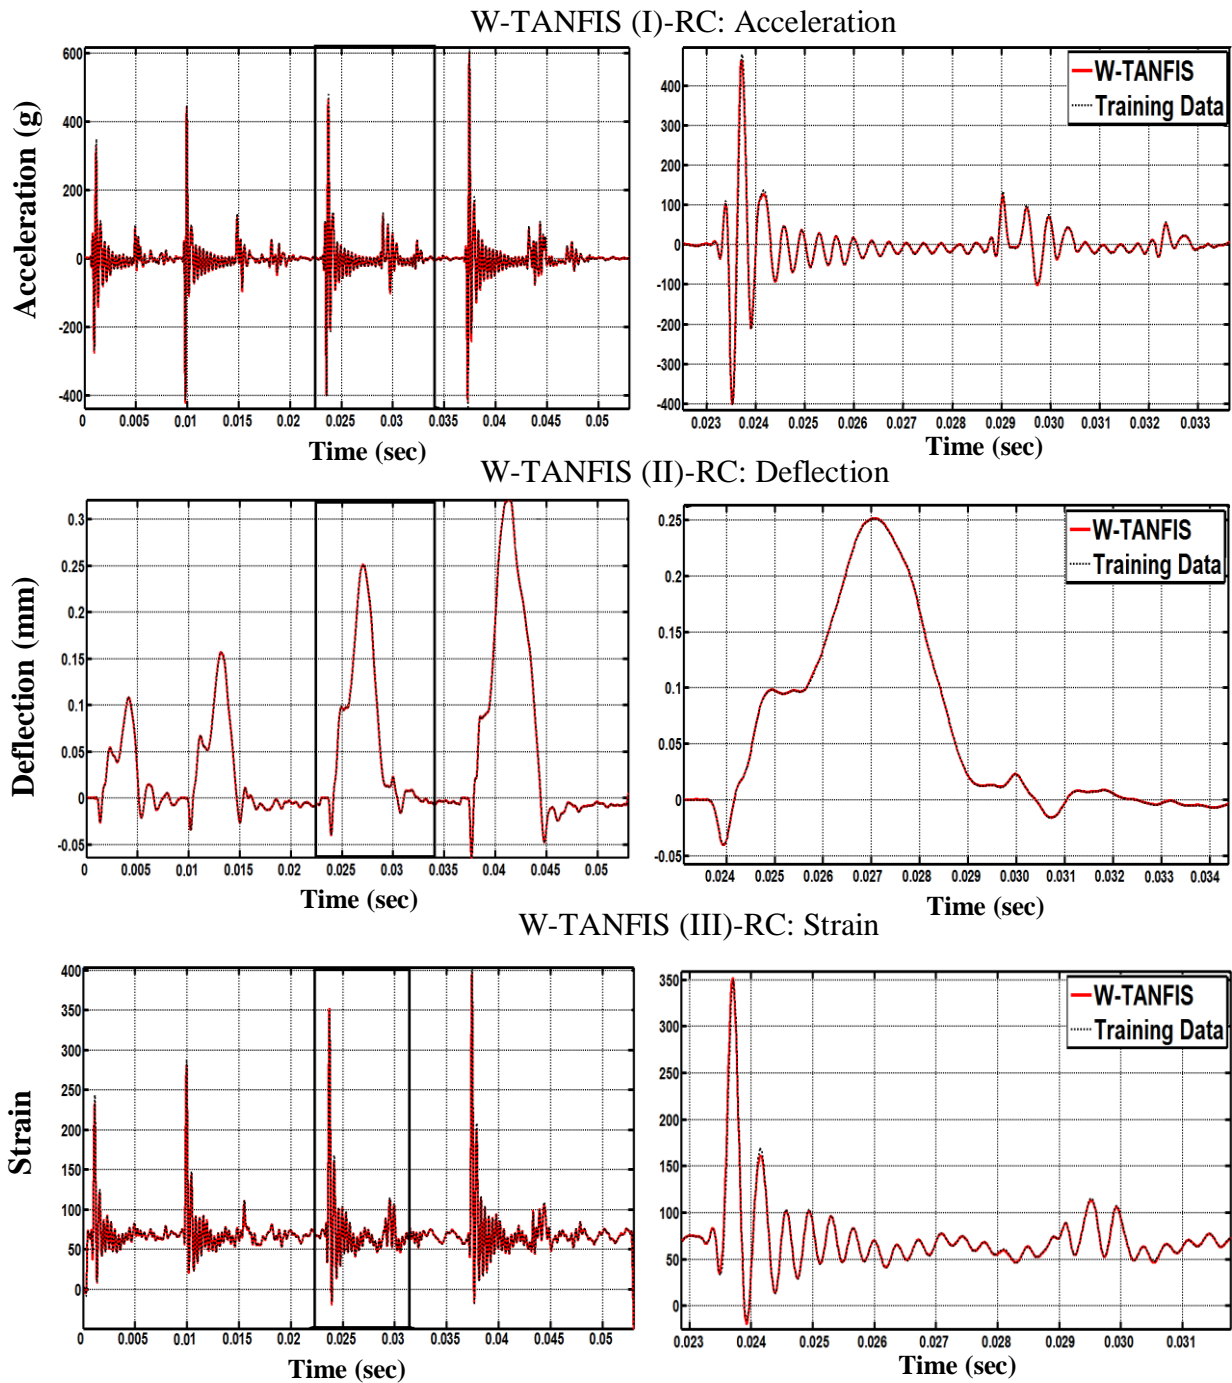 W-TANFIS (I)-RC: Acceleration
Acceleration (g)
600
400
200
0
-200
-400
0 0.005 0.01 0.015 0.02 0.025 0.03 0.035 0.04 0.045 0.05
Time (sec)
400
300
200
100
0
-100
-200
-300
-400
0.023 0.024 0.025 0.026 0.027 0.028 0.029 0.030 0.031 0.032 0.033
Time (sec)
W-TANFIS
Training Data
W-TANFIS (II)-RC: Deflection
Deflection (mm)
0.3
0.25
0.2
0.15
0.1
0.05
0
-0.05
0 0.005 0.01 0.015 0.02 0.025 0.03 0.035 0.04 0.045 0.05
Time (sec)
0.25
0.2
0.15
0.1
0.05
0
-0.05
0.024 0.025 0.026 0.027 0.028 0.029 0.030 0.031 0.032 0.033 0.034
Time (sec)
W-TANFIS
Training Data
W-TANFIS (III)-RC: Strain
Strain
400
350
300
250
200
150
100
50
0
0 0.005 0.01 0.015 0.02 0.025 0.03 0.035 0.04 0.045 0.05
Time (sec)
350
300
250
200
150
100
50
0
0.023 0.024 0.025 0.026 0.027 0.028 0.029 0.030 0.031
Time (sec)
W-TANFIS
Training Data